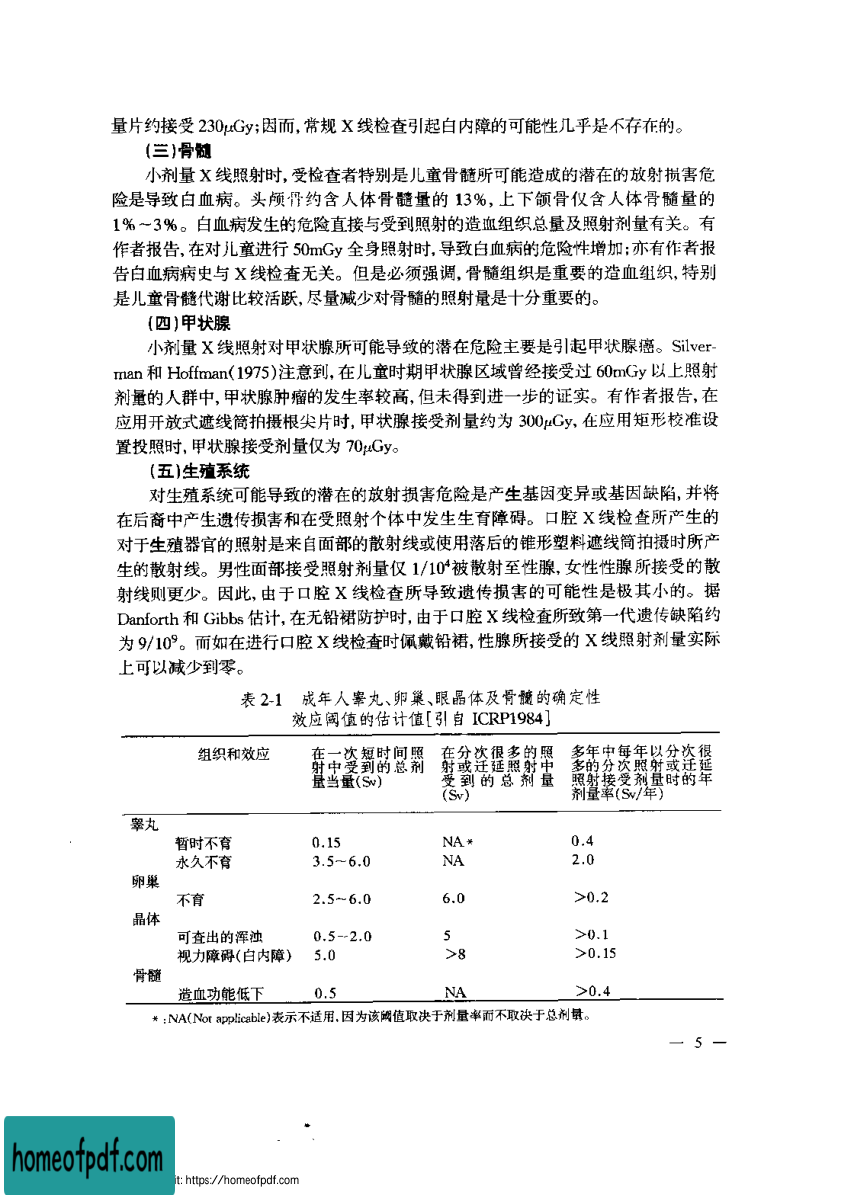 量片约接受 230μGy;因而,常规 X 线检查引起白内障的可能性几乎是不存在的。
(三)骨髓
小剂量 X 线照射时,受检查者特别是儿童骨髓所可能造成的潜在的放射损害危
险是导致白血病。头颅骨约含人体骨髓量的 13%,上下颌骨仅含人体骨髓量的
1%~3%。白血病发生的危险直接与受到照射的造血组织总量及照射剂量有关。有
作者报告,在对儿童进行 50mGy 全身照射时,导致白血病的危险性增加;亦有作者报
告白血病病史与 X 线检查无关。但是必须强调,骨髓组织是重要的造血组织,特别
是儿童骨髓代谢比较活跃,尽量减少对骨髓的照射量是十分重要的。
(四)甲状腺
小剂量 X 线照射对甲状腺所可能导致的潜在危险主要是引起甲状腺癌。Silver-
man 和 Hoffman(1975)注意到,在儿童时期甲状腺区域曾经接受过 60mGy 以上照射
剂量的人群中,甲状腺肿瘤的发生率较高,但未得到进一步的证实。有作者报告,在
应用开放式遮线筒拍摄根尖片时,甲状腺接受剂量约为 300μGy,在应用矩形校准设
置投照时,甲状腺接受剂量仅为 70μGy。
(五)生殖系统
对生殖系统可能导致的潜在的放射损害危险是产生基因变异或基因缺陷,并将
在后裔中产生遗传损害和在受照射个体中发生生育障碍。口腔 X 线检查所产生的
对于生殖器官的照射是来自面部的散射线或使用落后的锥形塑料遮线筒拍摄时所产
生的散射线。男性面部接受照射剂量仅 1/10⁴被散射至性腺,女性性腺所接受的散
射线则更少。因此,由于口腔 X 线检查所导致遗传损害的可能性是极其小的。据
Danforth 和 Gibbs 估计,在无铅裙防护时,由于口腔 X 线检查所致第一代遗传缺陷约
为 9/10⁹。而如在进行口腔 X 线检查时佩戴铅裙,性腺所接受的 X 线照射剂量实际
上可以减少到零。
表 2-1 成年人睾丸、卵巢、眼晶体及骨髓的确定性
效应阈值的估计值[引自 ICRP1984]
组织和效应 在一次短时间照 在分次很多的照 多年中每年以分次很
射中受到的总剂 射或迁延照射中 多的分次照射或迁延
量当量(Sv) 受到的总剂量 照射接受剂量时的年
(Sv) 剂量率(Sv/年)
睾丸
暂时不育 0.15 NA* 0.4
永久不育 3.5~6.0 NA 2.0
卵巢
不育 2.5~6.0 6.0 >0.2
晶体
可查出的浑浊 0.5~2.0 5 >0.1
视力障碍(白内障) 5.0 >8 >0.15
骨髓
造血功能低下 0.5 NA >0.4
*:NA(Not applicable)表示不适用,因为该阈值取决于剂量率而不取决于总剂量。
— 5 —
homeofpdf.com
it: https://homeofpdf.com